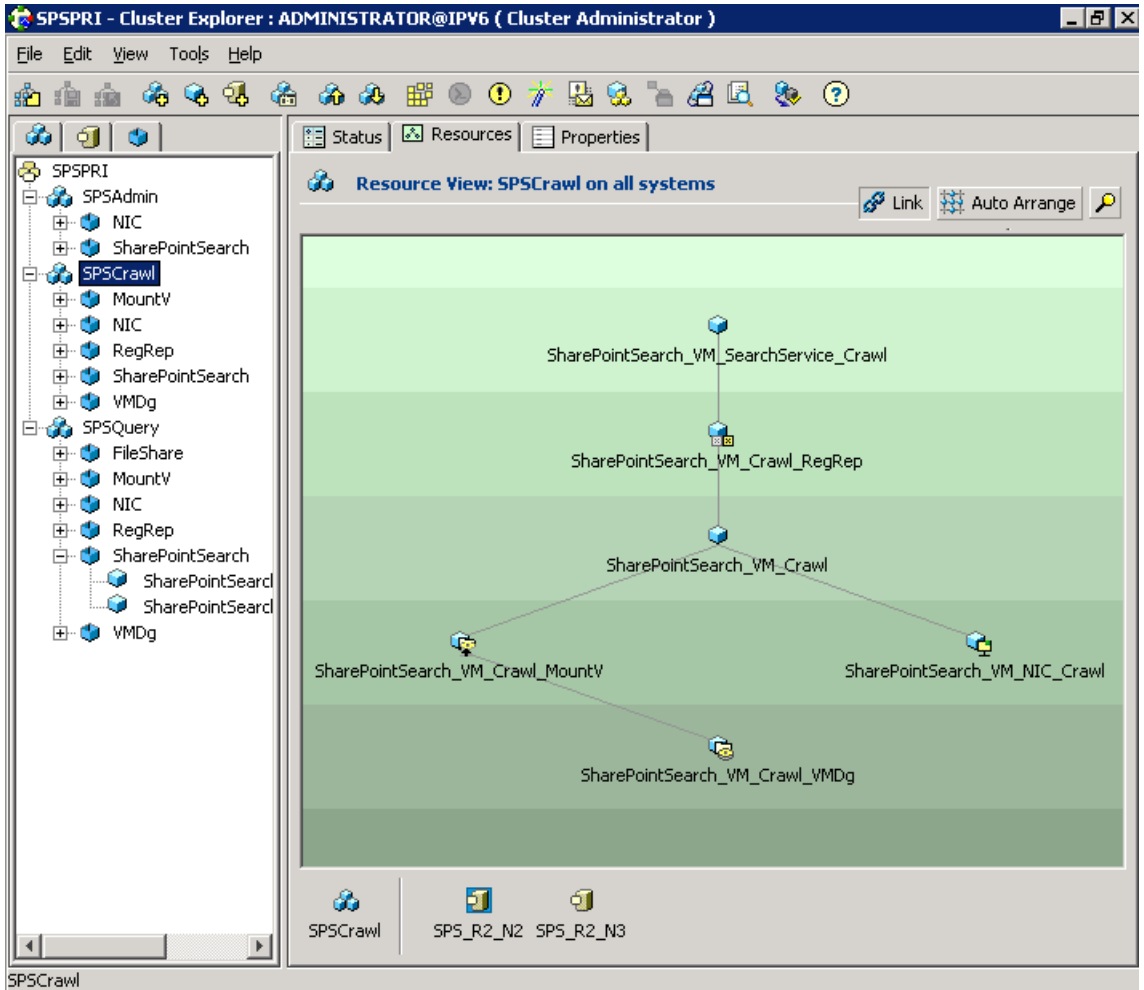 SPSPRI - Cluster Explorer : ADMINISTRATOR@IPV6 ( Cluster Administrator )
File Edit View Tools Help
SPSPRI
SPSAdmin
NIC
SharePointSearch
SPSCrawl
MountV
NIC
RegRep
SharePointSearch
VMDg
SPSQuery
FileShare
MountV
NIC
RegRep
SharePointSearch
SharePointSearcl
SharePointSearcl
VMDg
Status Resources Properties
Resource View: SPSCrawl on all systems
Link Auto Arrange
SharePointSearch_VM_SearchService_Crawl
SharePointSearch_VM_Crawl_RegRep
SharePointSearch_VM_Crawl
SharePointSearch_VM_Crawl_MountV SharePointSearch_VM_NIC_Crawl
SharePointSearch_VM_Crawl_VMDg
SPSCrawl SPS_R2_N2 SPS_R2_N3
SPSCrawl